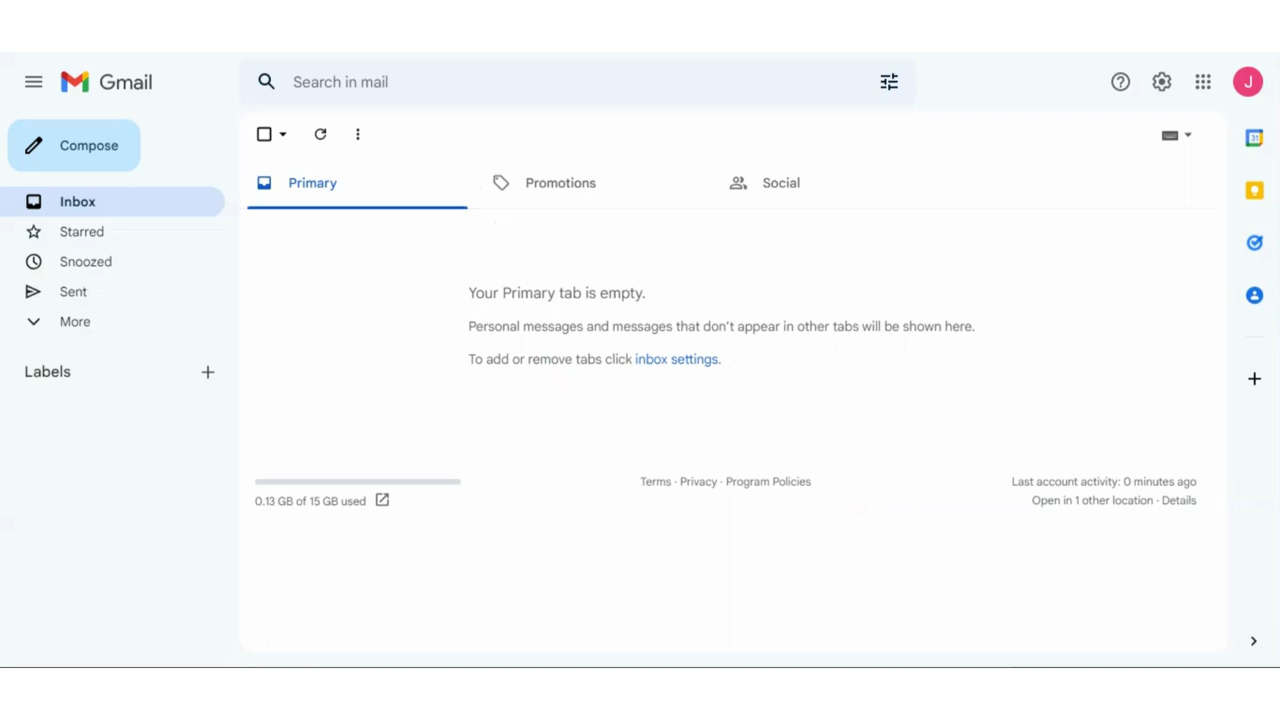 Gmail
Search in mail
J
Compose
Inbox
Starred
Snoozed
Sent
More
Labels
Primary
Promotions
Social
31
Your Primary tab is empty.
Personal messages and messages that don't appear in other tabs will be shown here.
To add or remove tabs click inbox settings.
0.13 GB of 15 GB used
Terms · Privacy · Program Policies
Last account activity: 0 minutes ago
Open in 1 other location · Details